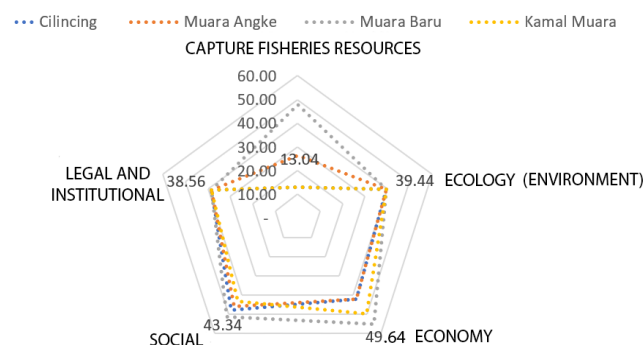 Cilincing Muara Angke Muara Baru Kamal Muara
CAPTURE FISHERIES RESOURCES
60.00
50.00
40.00
30.00
13.04
20.00
10.00
-
LEGAL AND
INSTITUTIONAL
38.56
39.44
ECOLOGY (ENVIRONMENT)
SOCIAL
43.34
49.64
ECONOMY